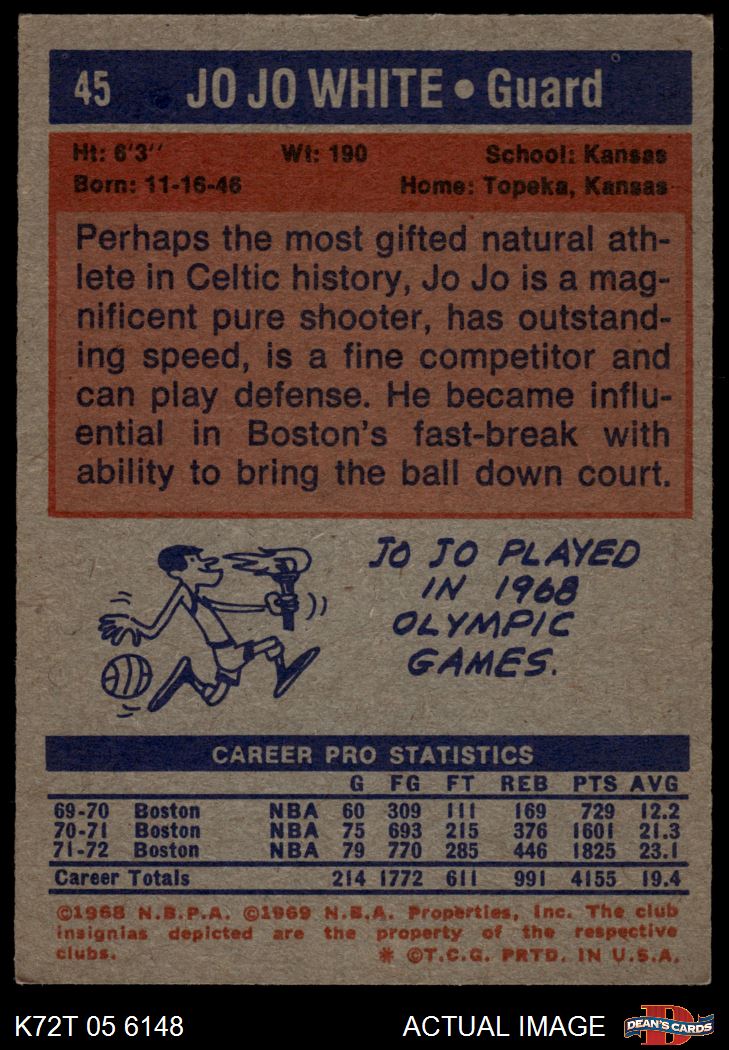 45 JO JO WHITE • Guard
Ht: 6'3'' Wt: 190 School: Kansas
Born: 11-16-46 Home: Topeka, Kansas
Perhaps the most gifted natural ath-
lete in Celtic history, Jo Jo is a mag-
nificent pure shooter, has outstand-
ing speed, is a fine competitor and
can play defense. He became influ-
ential in Boston's fast-break with
ability to bring the ball down court.
JO JO PLAYED
IN 1968
OLYMPIC
GAMES.
CAREER PRO STATISTICS
G FG FT REB PTS AVG
69-70 Boston NBA 60 309 111 169 729 12.2
70-71 Boston NBA 75 693 215 376 1601 21.3
71-72 Boston NBA 79 770 285 446 1825 23.1
Career Totals 214 1772 611 991 4155 19.4
©1968 N.B.P.A. ©1969 N.B.A. Properties, Inc. The club
insignias depicted are the property of the respective
clubs. * ©T.C.G. PRTD. IN U.S.A.
K72T 05 6148 ACTUAL IMAGE DEAN'S CARDS